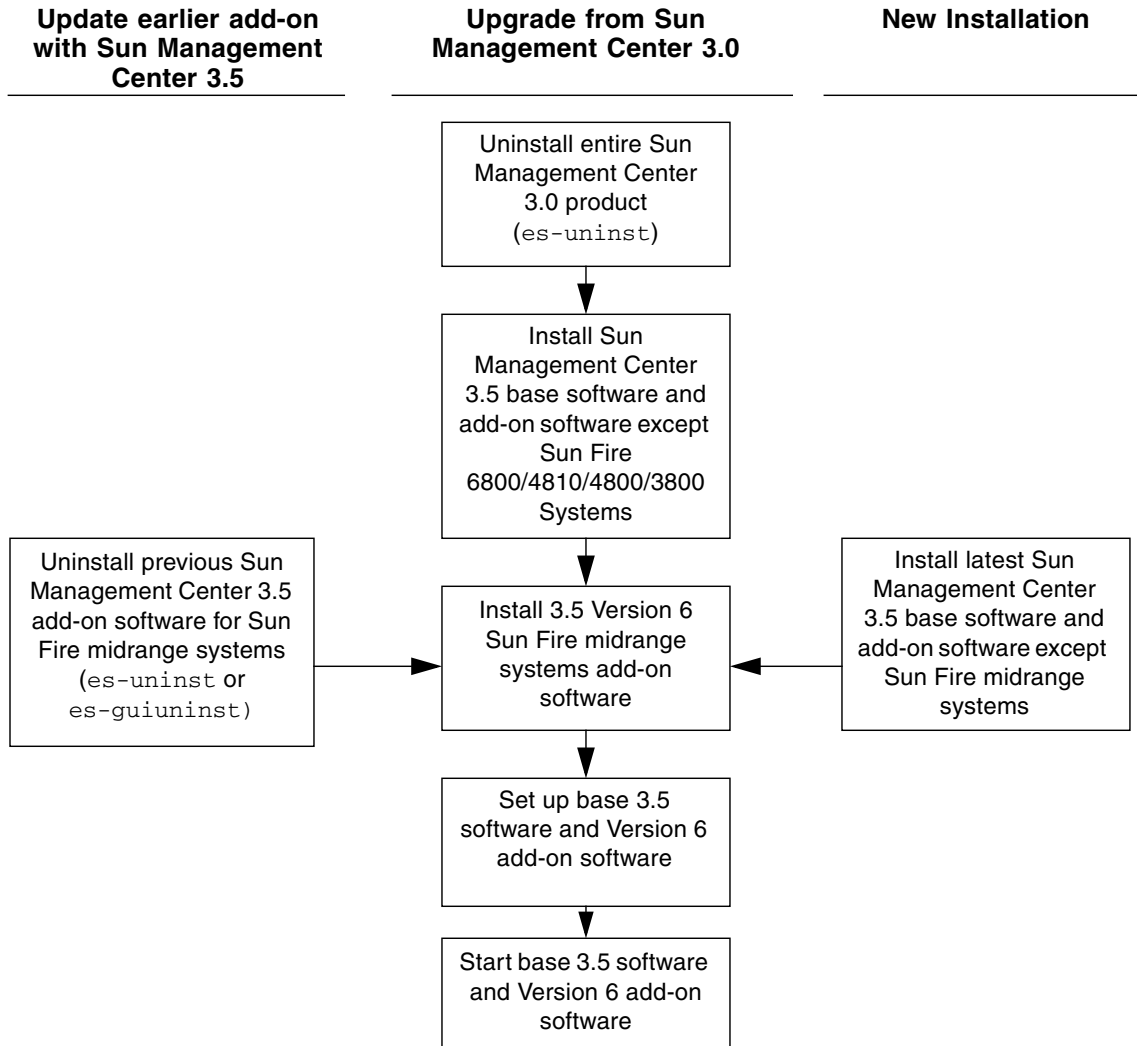 Update earlier add-on
with Sun Management
Center 3.5
Upgrade from Sun
Management Center 3.0
New Installation
Uninstall entire Sun
Management Center
3.0 product
(es-uninst)
Install Sun
Management Center
3.5 base software and
add-on software except
Sun Fire
6800/4810/4800/3800
Systems
Uninstall previous Sun
Management Center 3.5
add-on software for Sun
Fire midrange systems
(es-uninst or
es-guiuninst)
Install 3.5 Version 6
Sun Fire midrange
systems add-on
software
Install latest Sun
Management Center
3.5 base software and
add-on software except
Sun Fire midrange
systems
Set up base 3.5
software and Version 6
add-on software
Start base 3.5 software
and Version 6 add-on
software